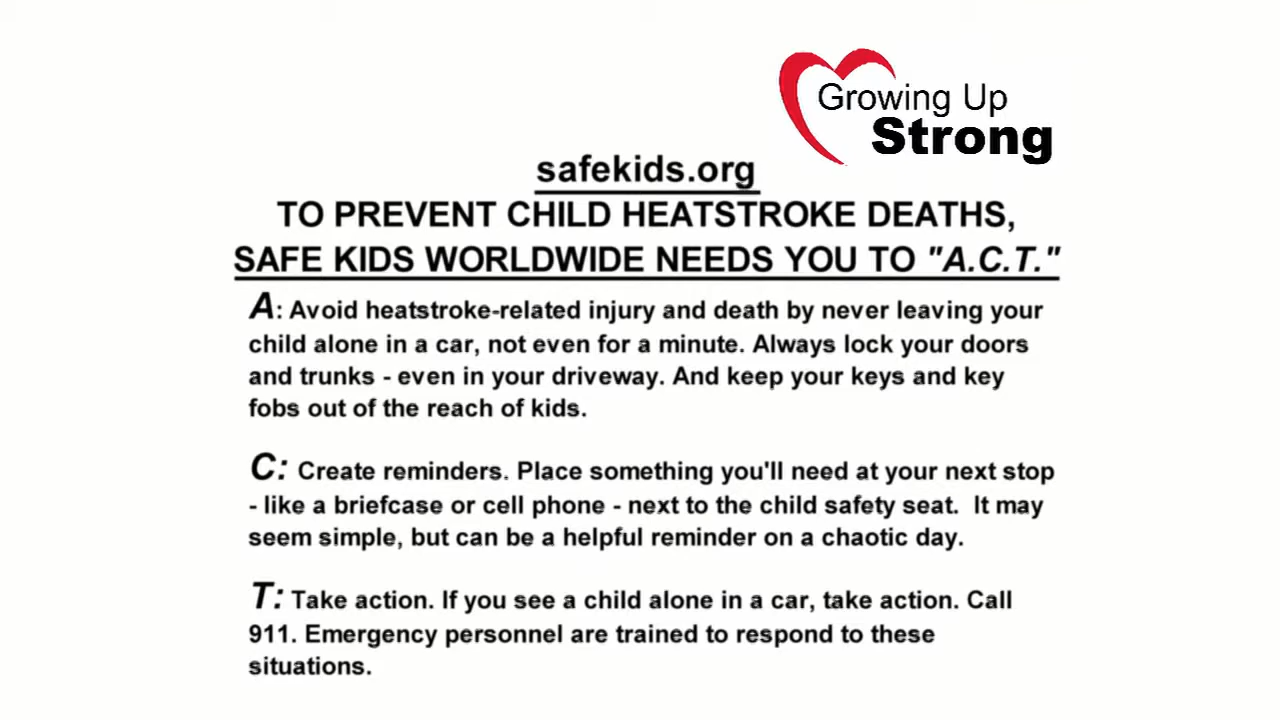 Growing Up
Strong
safekids.org
TO PREVENT CHILD HEATSTROKE DEATHS,
SAFE KIDS WORLDWIDE NEEDS YOU TO "A.C.T."
A: Avoid heatstroke-related injury and death by never leaving your
child alone in a car, not even for a minute. Always lock your doors
and trunks - even in your driveway. And keep your keys and key
fobs out of the reach of kids.
C: Create reminders. Place something you'll need at your next stop
- like a briefcase or cell phone - next to the child safety seat.  It may
seem simple, but can be a helpful reminder on a chaotic day.
T: Take action. If you see a child alone in a car, take action. Call
911. Emergency personnel are trained to respond to these
situations.